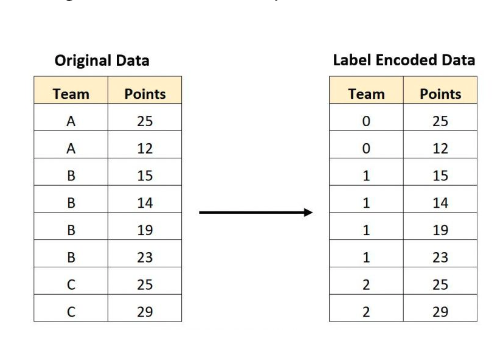 Original Data Label Encoded Data
Team Points Team Points
A 25 0 25
A 12 0 12
B 15 1 15
B 14 1 14
B 19 1 19
B 23 1 23
C 25 2 25
C 29 2 29